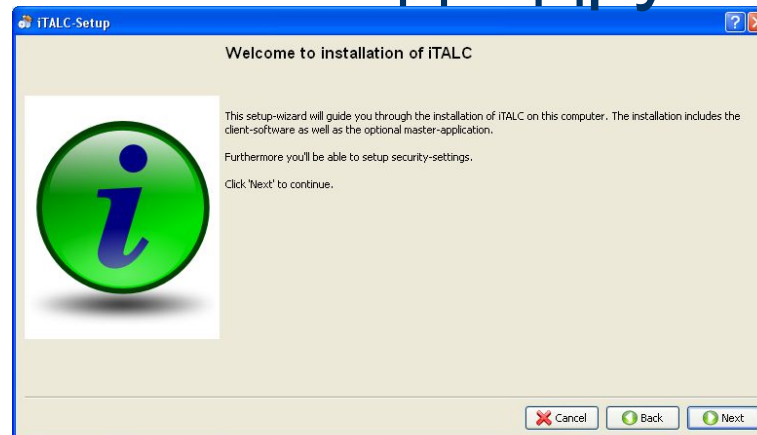 iTALC-Setup
Welcome to installation of iTALC
This setup-wizard will guide you through the installation of iTALC on this computer. The installation includes the
client-software as well as the optional master-application.
Furthermore you'll be able to setup security-settings.
Click 'Next' to continue.
Cancel
Back
Next